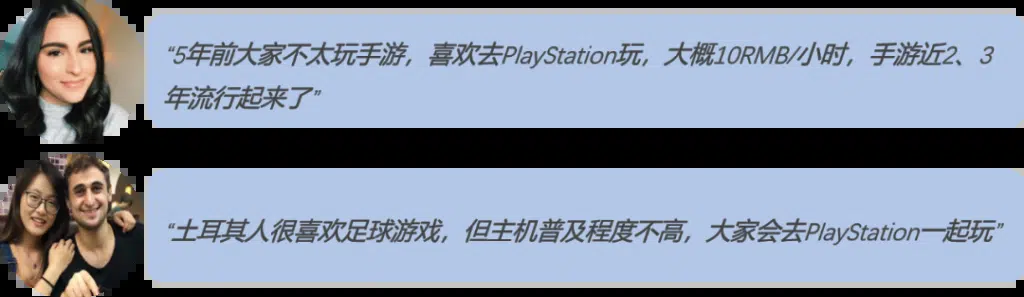 “5年前大家不太玩手游，喜欢去PlayStation玩，大概10RMB/小时，手游近2、3
年流行起来了”
“土耳其人很喜欢足球游戏，但主机普及程度不高，大家会去PlayStation一起玩”